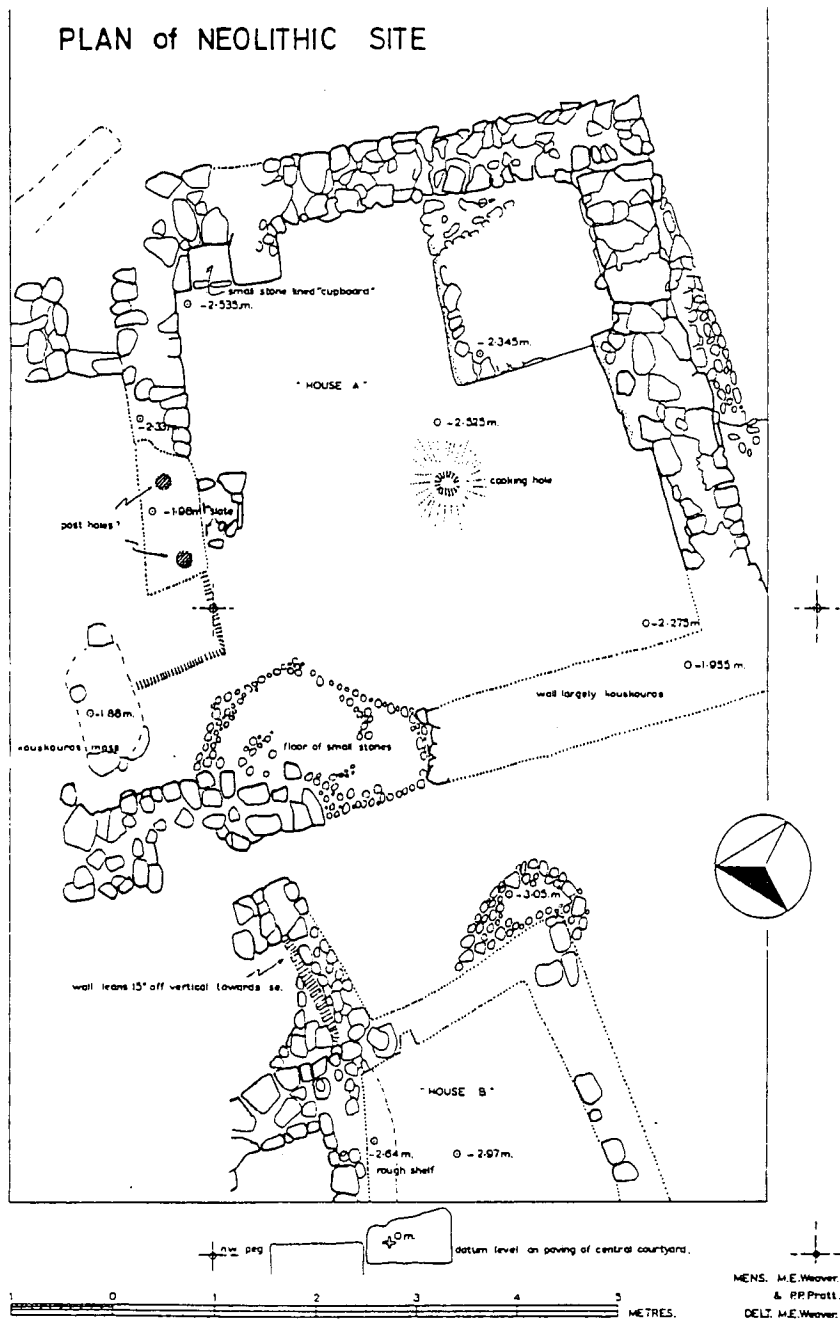 PLAN of NEOLITHIC SITE
small stone lined "cupboard"
-2·535m.
-2·345m.
"HOUSE A"
-2·33m.
-2·525m.
cooking hole
-1·98m
slate
post holes?
-2·275m.
-1·955m.
wall largely kouskouras
-1·88m.
kouskouras mass
floor of small stones
-3·05m.
wall leans 15° off vertical towards se.
"HOUSE B"
-2·64m.
-2·97m.
rough shelf
nw peg
0m.
datum level on paving of central courtyard.
MENS. M.E.Weaver.
& P.P.Pratt.
1 0 1 2 3 4 5
METRES.
DELT. M.E.Weaver.